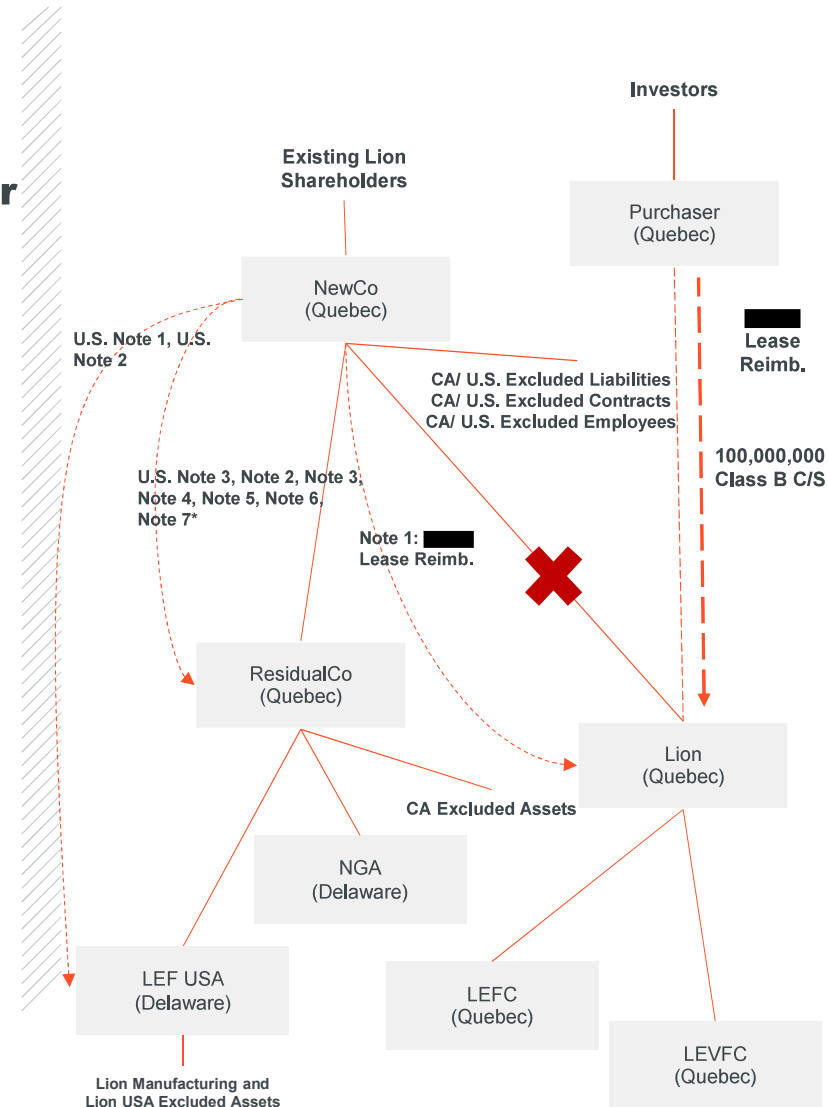 r
Investors
Existing Lion
Shareholders
Purchaser
(Quebec)
NewCo
(Quebec)
U.S. Note 1, U.S.
Note 2
Lease
Reimb.
CA/ U.S. Excluded Liabilities
CA/ U.S. Excluded Contracts
CA/ U.S. Excluded Employees
100,000,000
Class B C/S
U.S. Note 3, Note 2, Note 3,
Note 4, Note 5, Note 6,
Note 7*
Note 1:
Lease Reimb.
ResidualCo
(Quebec)
Lion
(Quebec)
CA Excluded Assets
NGA
(Delaware)
LEF USA
(Delaware)
LEFC
(Quebec)
LEVFC
(Quebec)
Lion Manufacturing and
Lion USA Excluded Assets